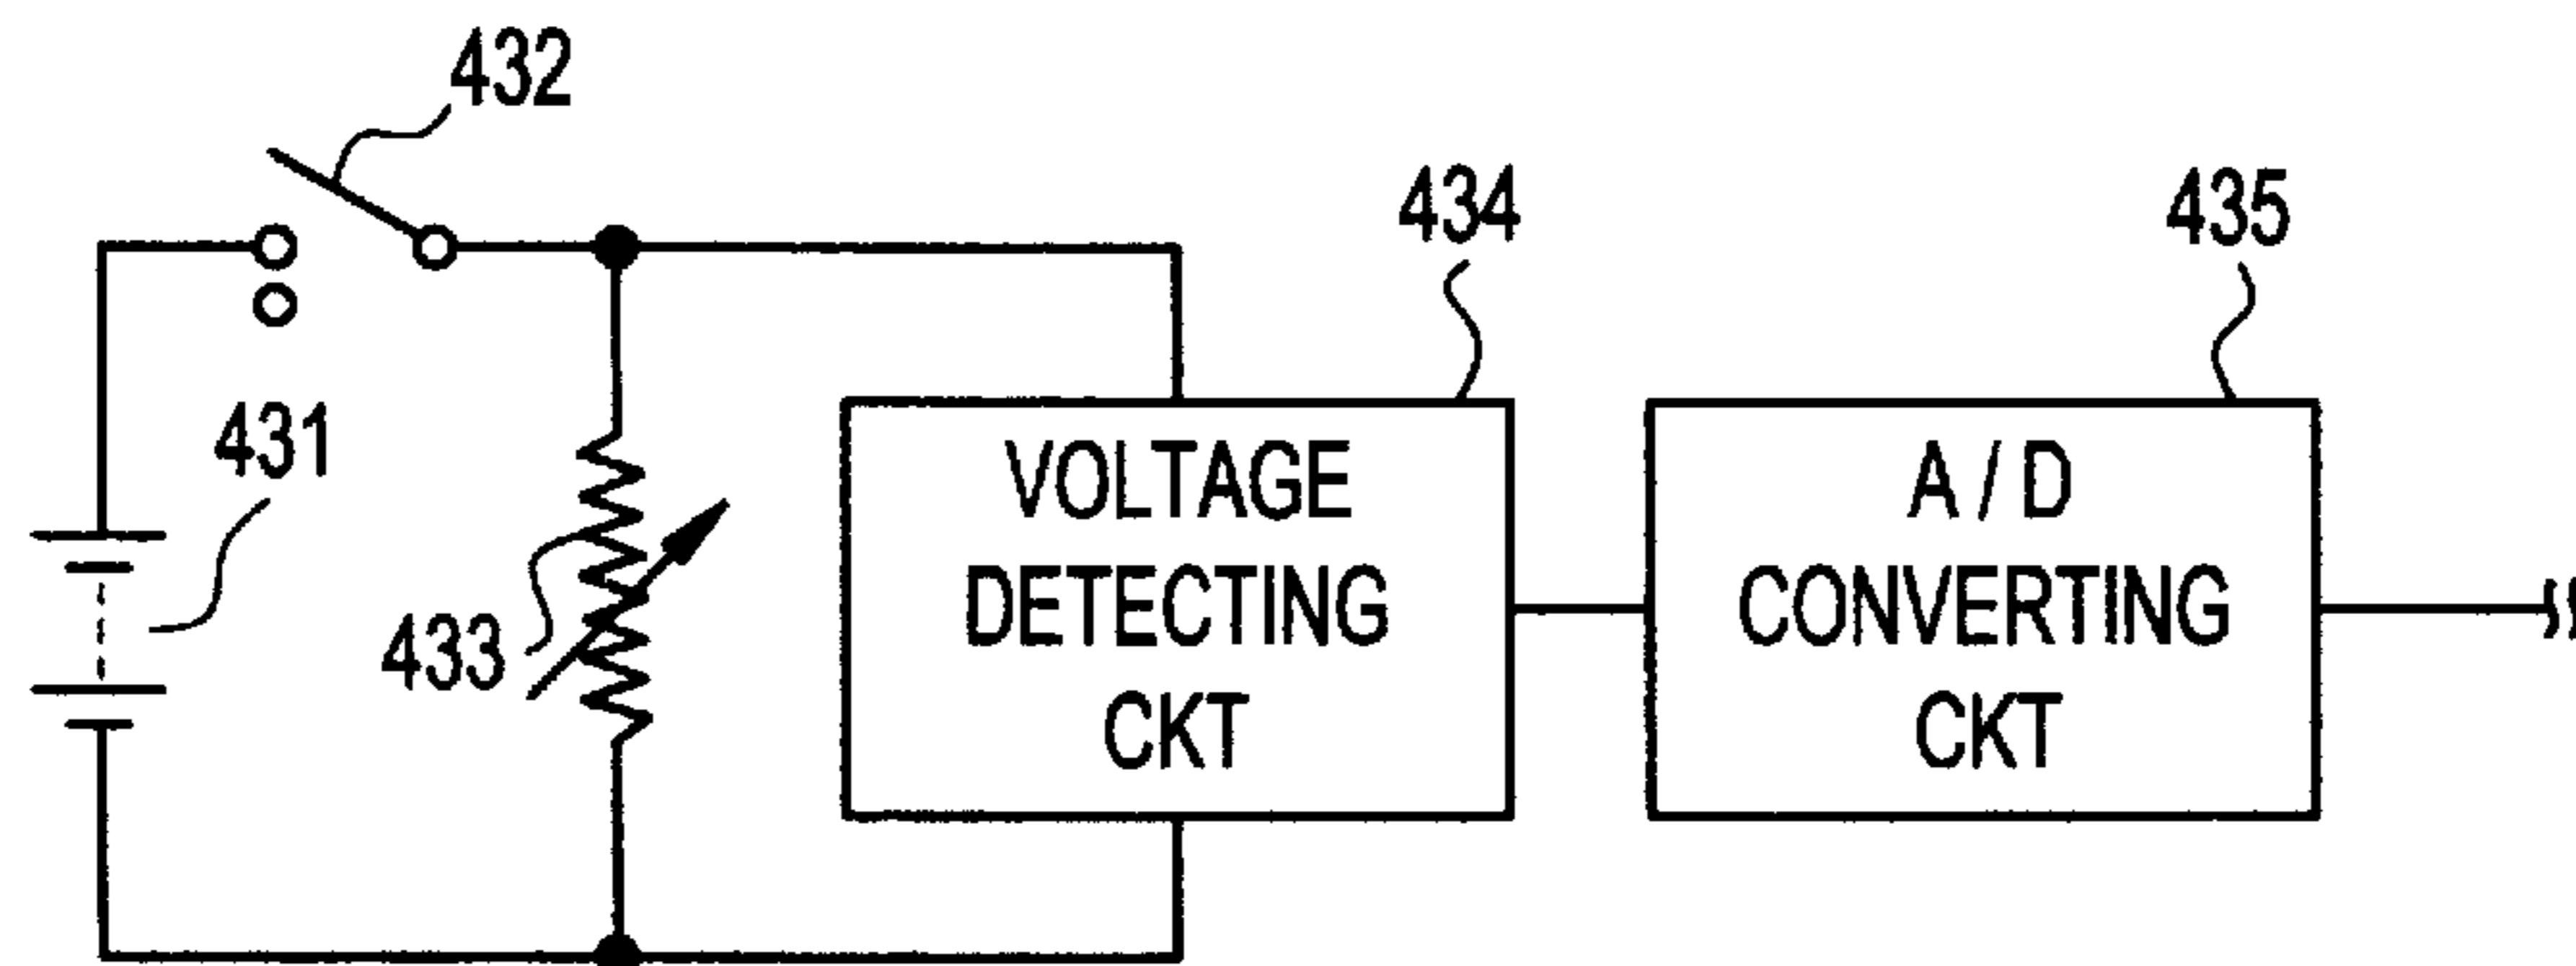 432
434
435
431
433
VOLTAGE
DETECTING
CKT
A / D
CONVERTING
CKT